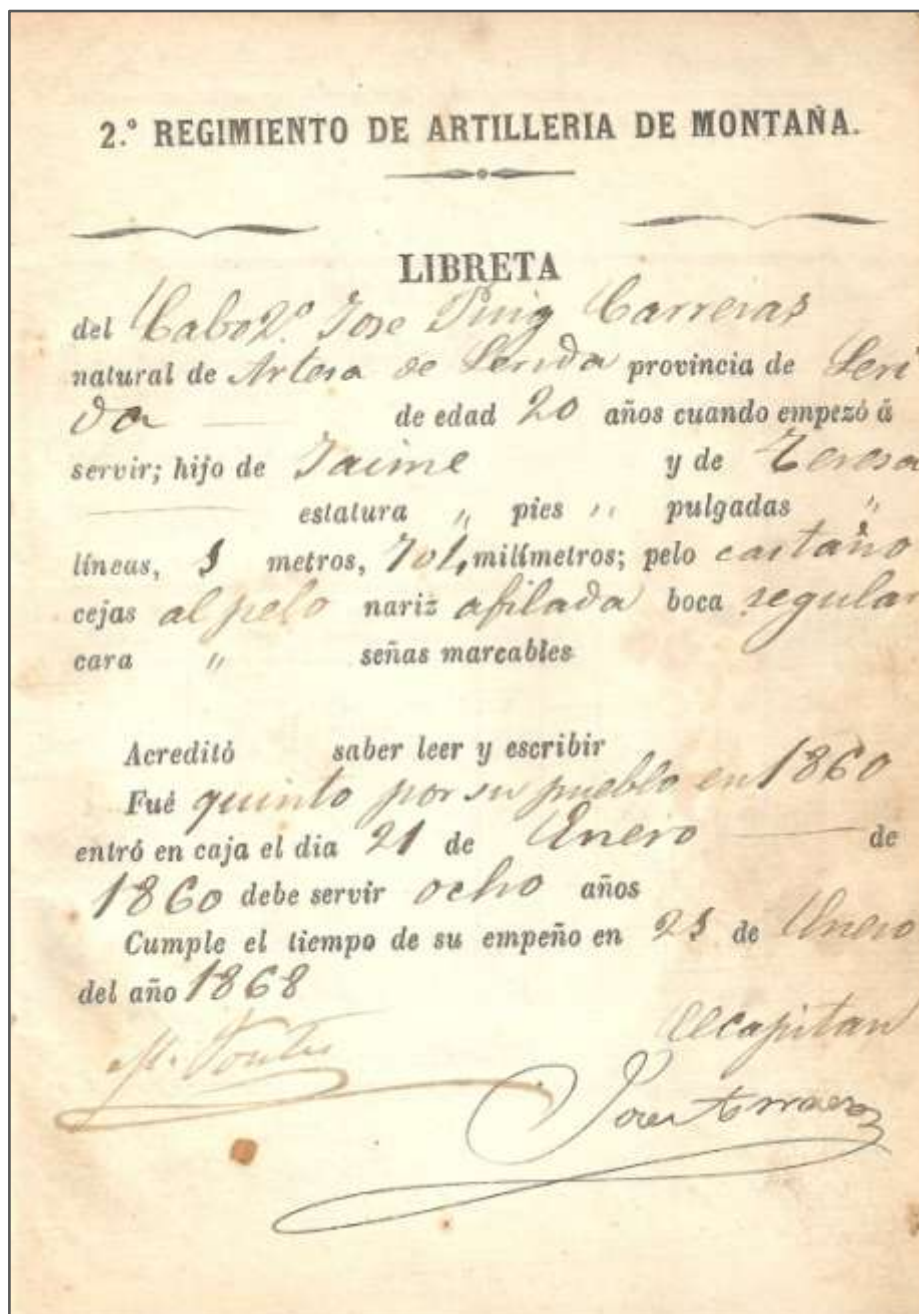 2.º REGIMIENTO DE ARTILLERIA DE MONTAÑA.
LIBRETA
del Cabo 2º Jose Puig Carreras
natural de Artesa de Lerida provincia de Leri
da de edad 20 años cuando empezó á
servir; hijo de Jaime y de Teresa
estatura " pies " pulgadas "
líneas, 1 metros, 701, milímetros; pelo castaño
cejas al pelo nariz afilada boca regular
cara " señas marcables
Acreditó saber leer y escribir
Fué quinto por su pueblo en 1860
entró en caja el dia 21 de Enero de
1860 debe servir ocho años
Cumple el tiempo de su empeño en 21 de Enero
del año 1868
El capitan